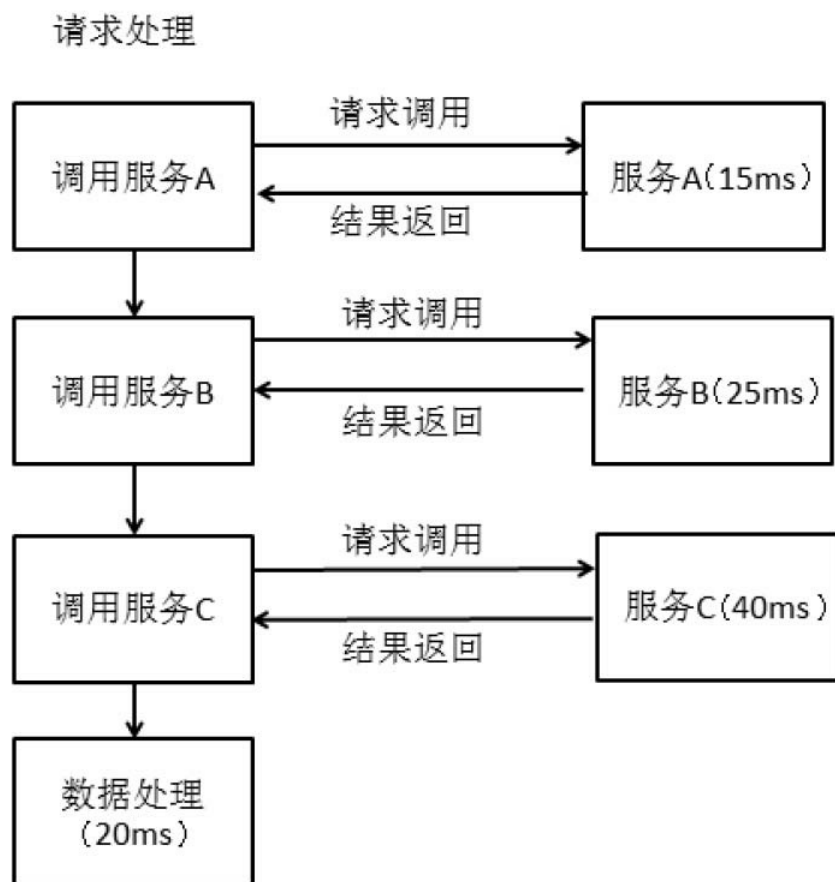 请求处理
请求调用
调用服务A
服务A(15ms)
结果返回
请求调用
调用服务B
服务B(25ms)
结果返回
请求调用
调用服务C
服务C(40ms)
结果返回
数据处理
(20ms)